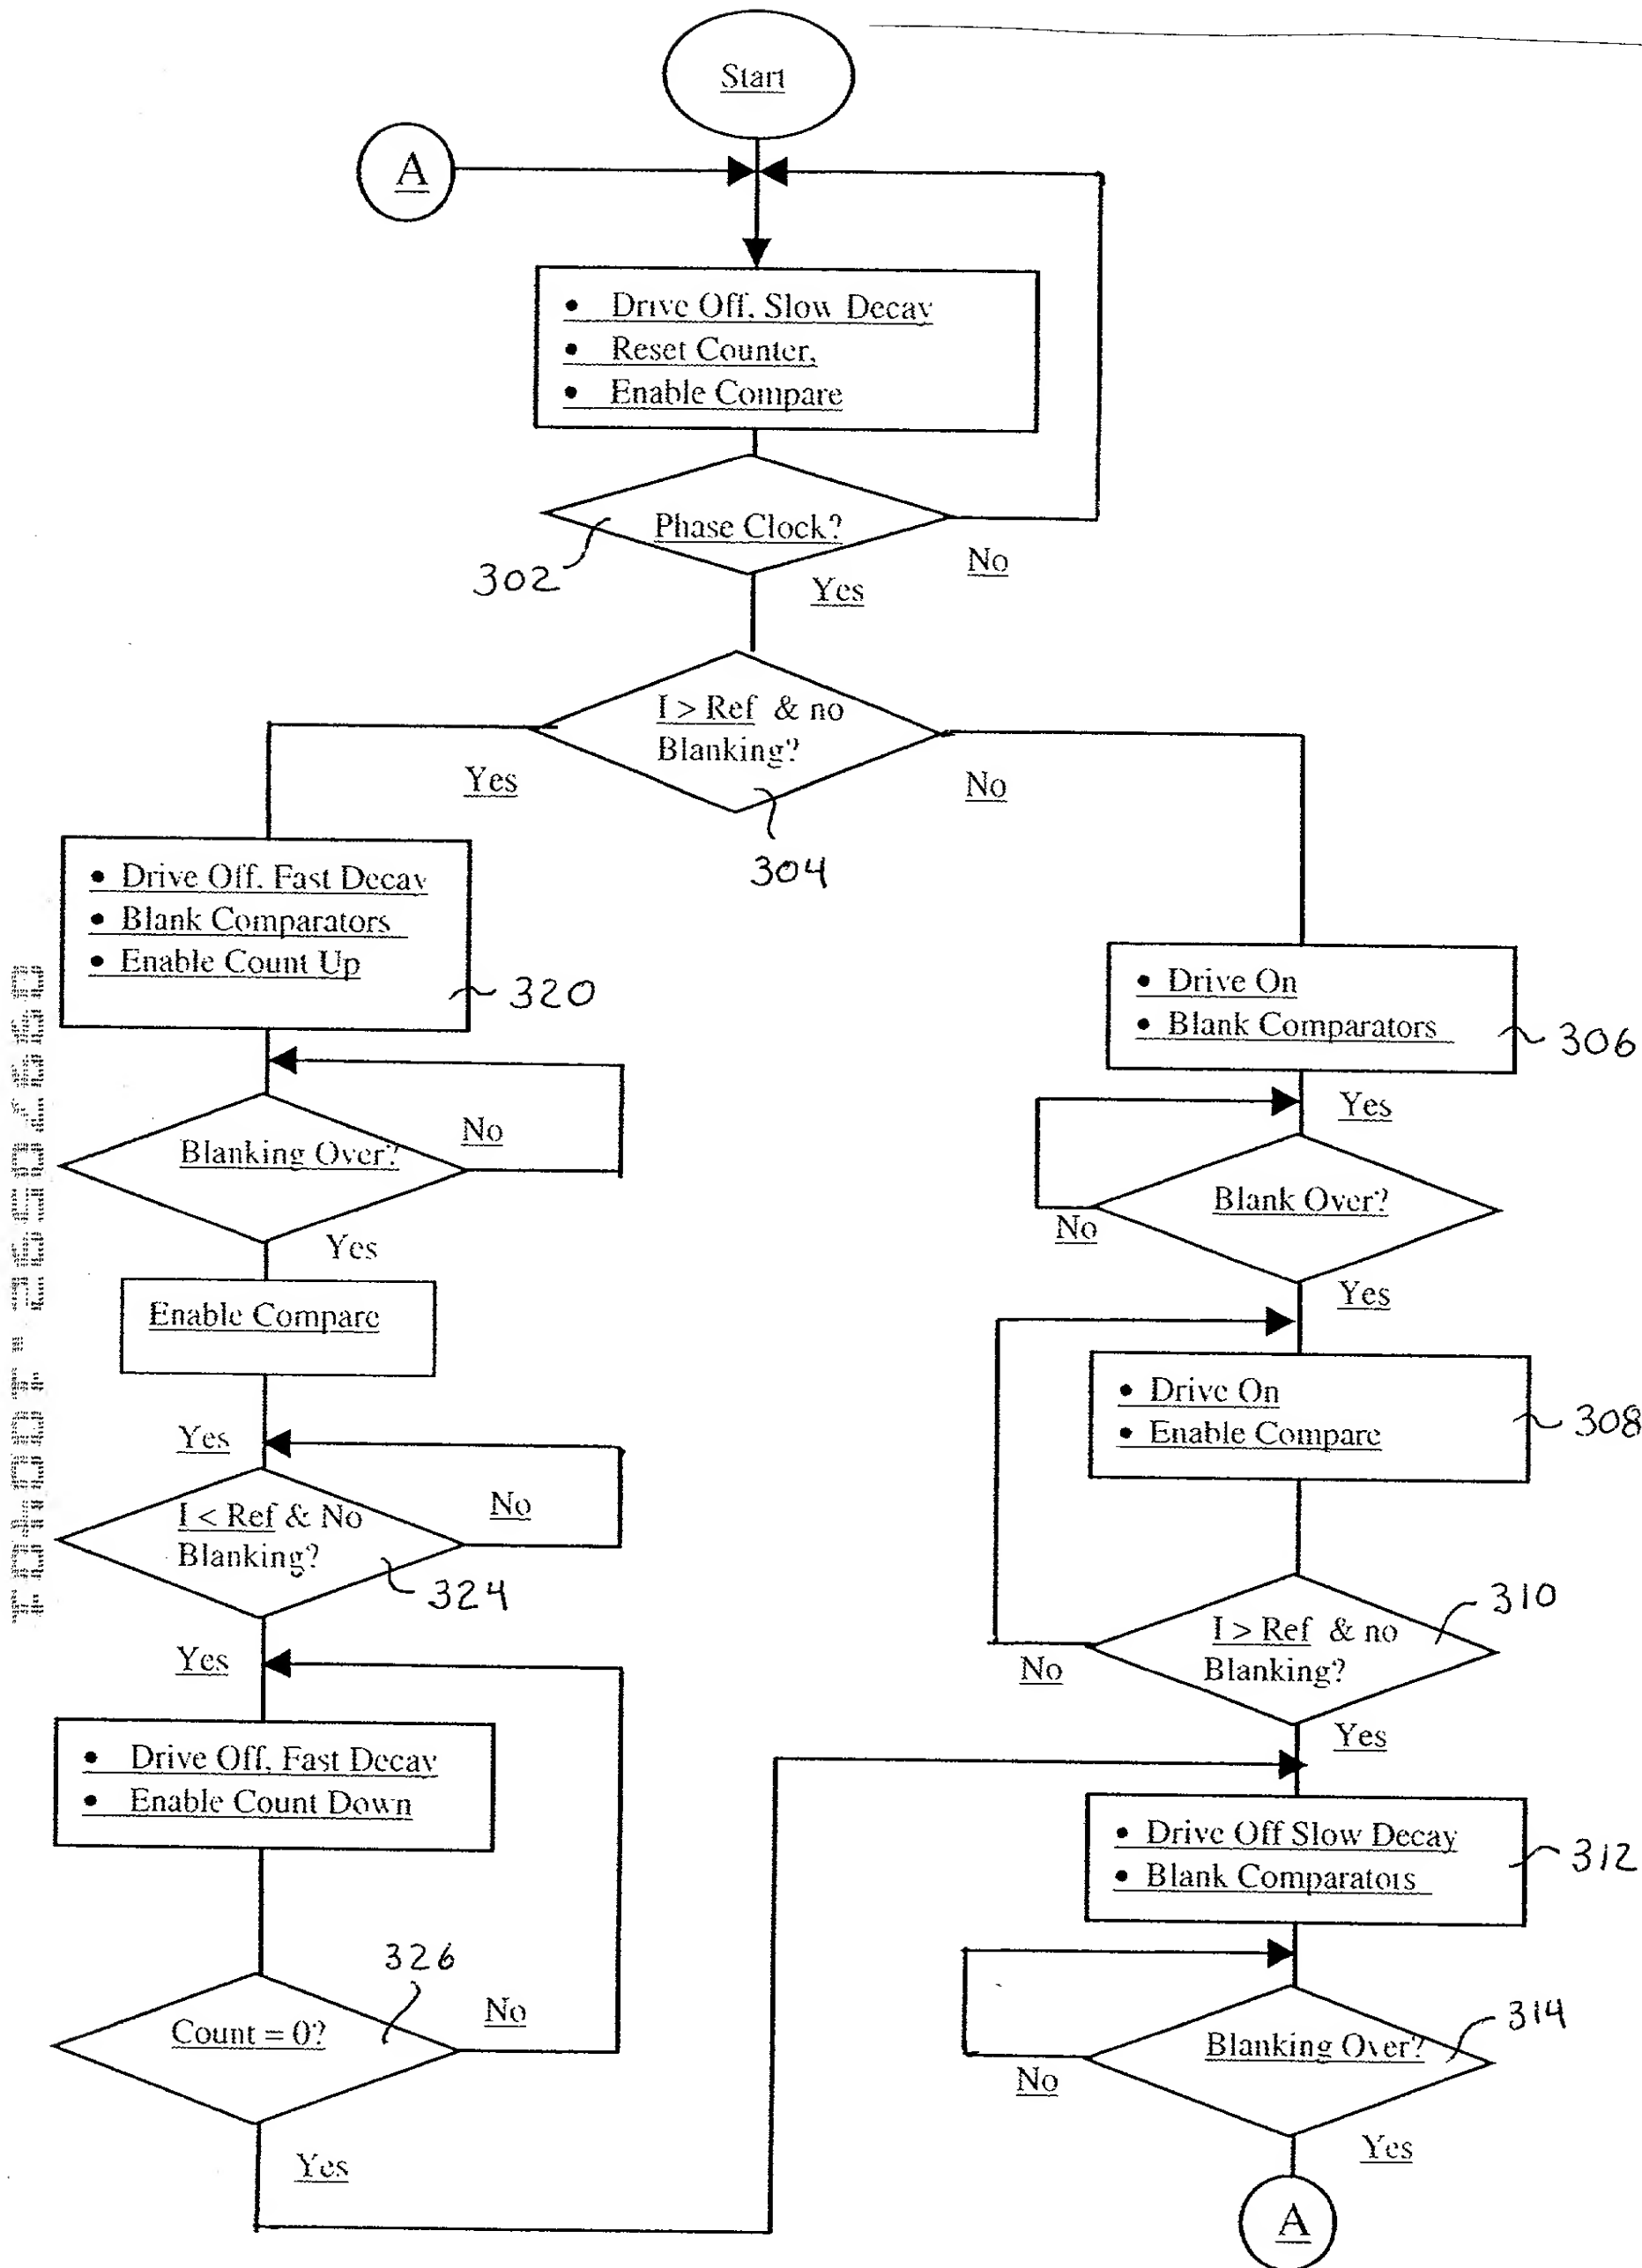 Start
A
• Drive Off, Slow Decay
• Reset Counter,
• Enable Compare
Phase Clock?
302
No
Yes
I > Ref & no
Blanking?
Yes
No
304
• Drive Off, Fast Decay
• Blank Comparators
• Enable Count Up
320
Blanking Over?
No
Yes
Enable Compare
Yes
I < Ref & No
Blanking?
No
324
Yes
• Drive Off, Fast Decay
• Enable Count Down
326
Count = 0?
No
Yes
• Drive On
• Blank Comparators
306
Yes
Blank Over?
No
Yes
• Drive On
• Enable Compare
308
310
I > Ref & no
Blanking?
No
Yes
• Drive Off Slow Decay
• Blank Comparators
312
314
Blanking Over?
No
Yes
A